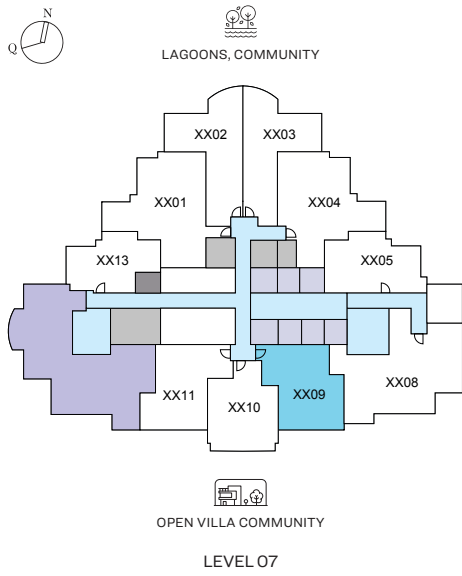 N
Q
LAGOONS, COMMUNITY
XX02
XX03
XX01
XX04
XX13
XX05
XX11
XX10
XX09
XX08
OPEN VILLA COMMUNITY
LEVEL 07